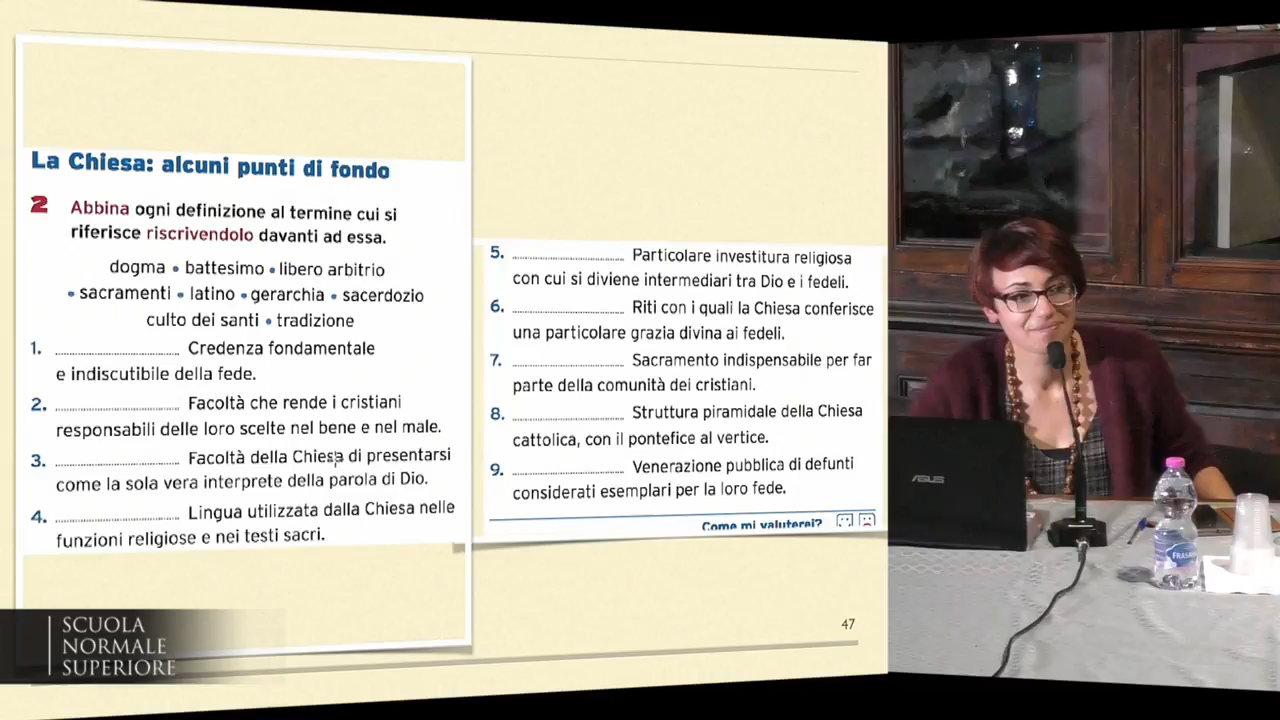 La Chiesa: alcuni punti di fondo
2 Abbina ogni definizione al termine cui si
riferisce riscrivendolo davanti ad essa.
dogma • battesimo • libero arbitrio
• sacramenti • latino • gerarchia • sacerdozio
culto dei santi • tradizione
1. ........................ Credenza fondamentale
e indiscutibile della fede.
2. ........................ Facoltà che rende i cristiani
responsabili delle loro scelte nel bene e nel male.
3. ........................ Facoltà della Chiesa di presentarsi
come la sola vera interprete della parola di Dio.
4. ........................ Lingua utilizzata dalla Chiesa nelle
funzioni religiose e nei testi sacri.
5. ........................ Particolare investitura religiosa
con cui si diviene intermediari tra Dio e i fedeli.
6. ........................ Riti con i quali la Chiesa conferisce
una particolare grazia divina ai fedeli.
7. ........................ Sacramento indispensabile per far
parte della comunità dei cristiani.
8. ........................ Struttura piramidale della Chiesa
cattolica, con il pontefice al vertice.
9. ........................ Venerazione pubblica di defunti
considerati esemplari per la loro fede.
Come mi valuterei?
47
SCUOLA
NORMALE
SUPERIORE
ASUS